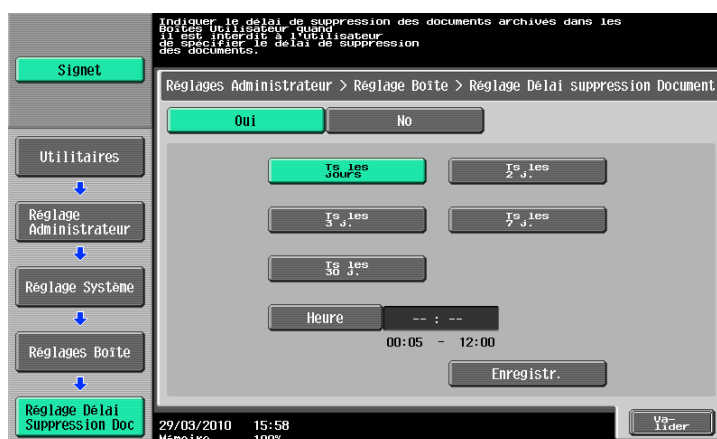 Indiquer le délai de suppression des documents archivés dans les
Boîtes Utilisateur quand
il est interdit à l'utilisateur
de spécifier le délai de suppression
des documents.
Signet
Réglages Administrateur > Réglage Boîte > Réglage Délai suppression Document
Oui
No
Utilitaires
Ts les
Jours
Ts les
2 j.
Réglage
Administrateur
Ts les
3 j.
Ts les
7 j.
Réglage Système
Ts les
30 j.
Heure
-- : --
00:05 - 12:00
Réglages Boîte
Enregistr.
Réglage Délai
Suppression Doc
Va-
lider
29/03/2010 15:58
Mémoire 100%